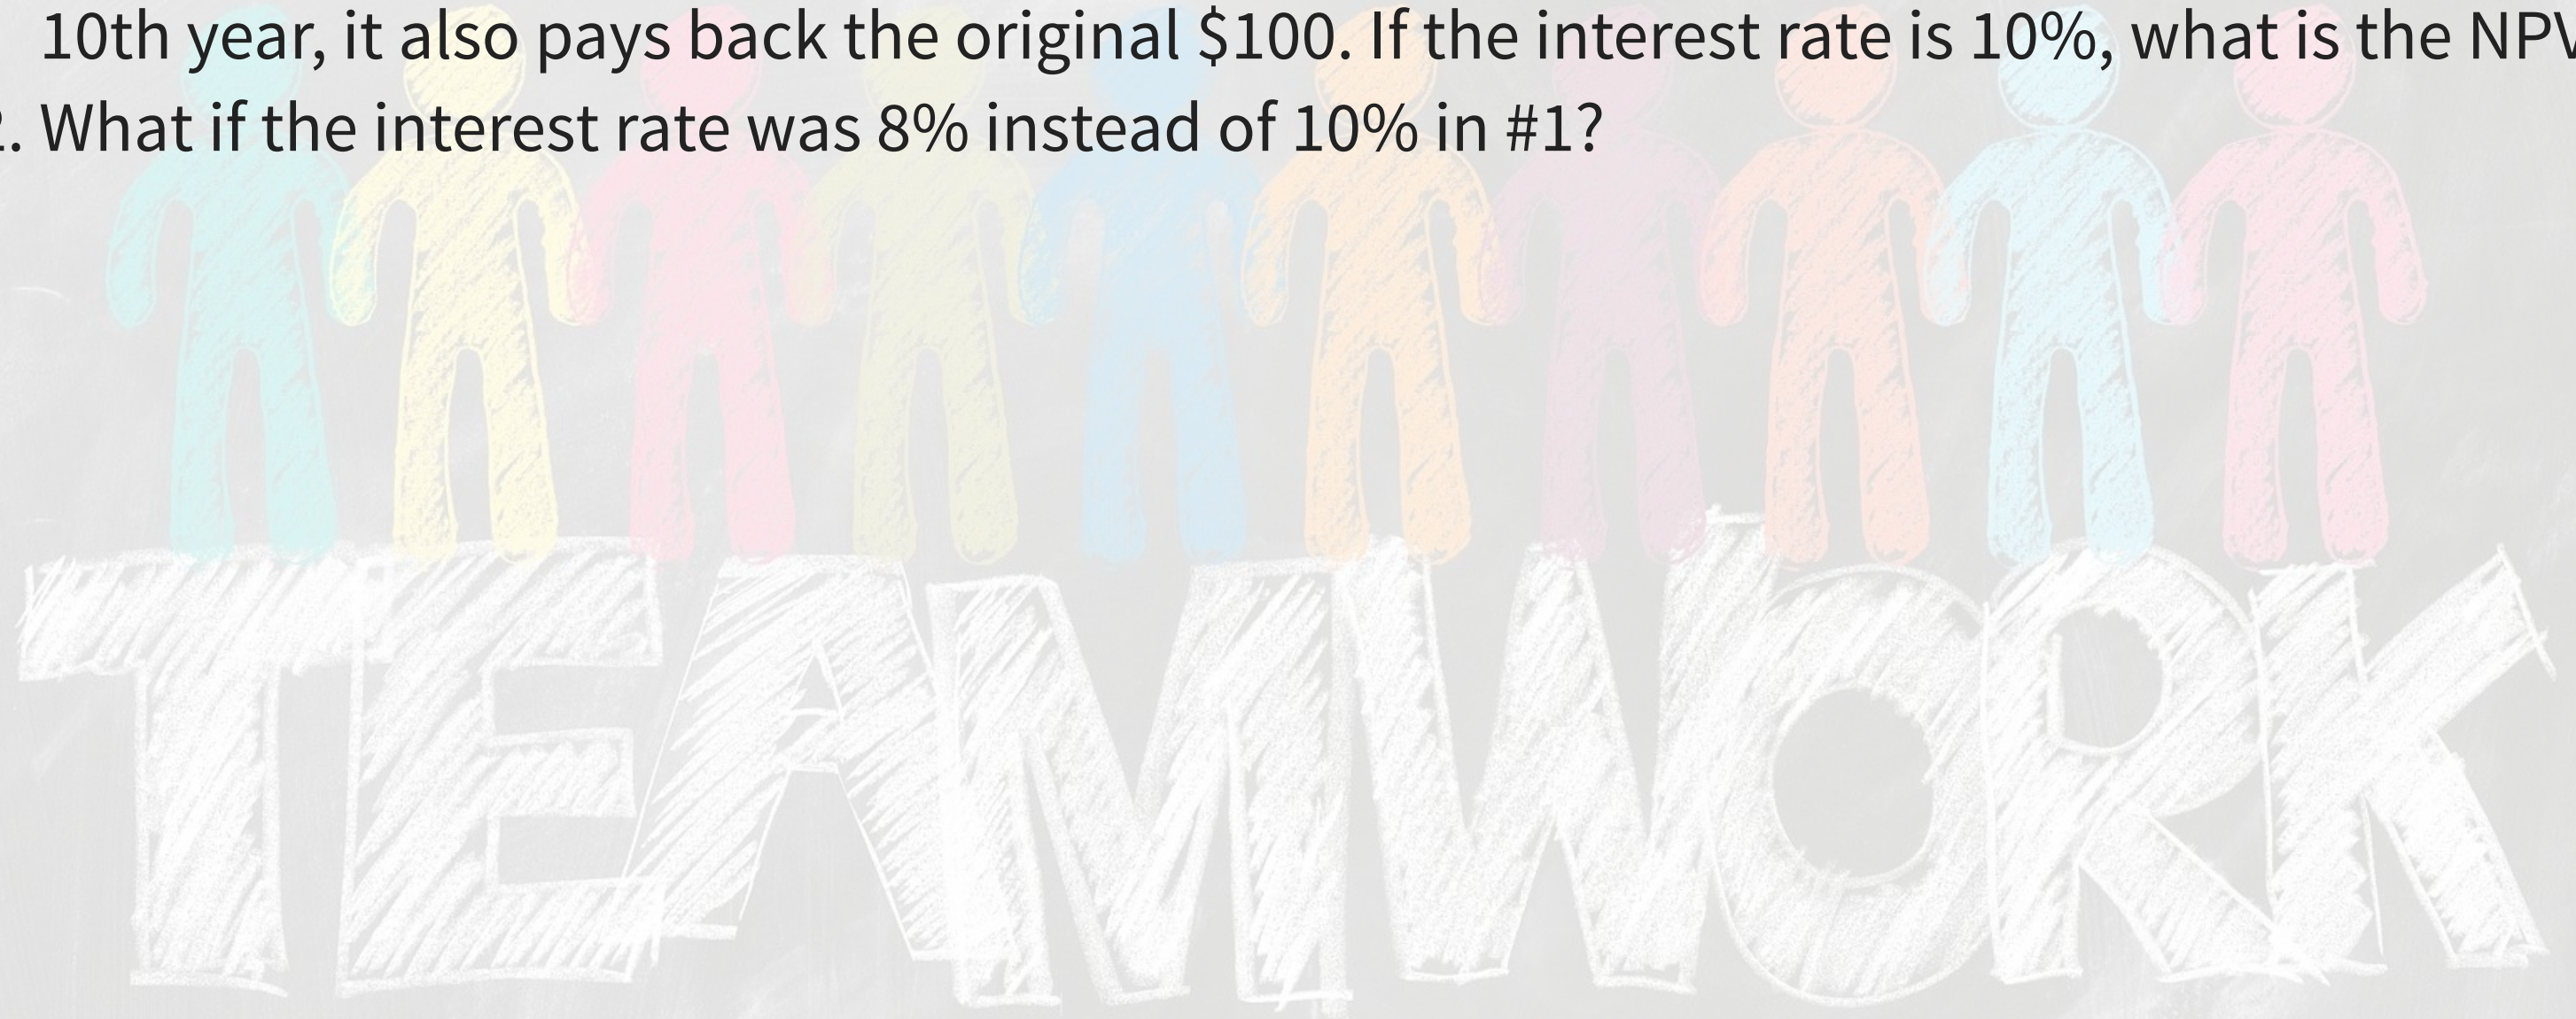 10th year, it also pays back the original $100. If the interest rate is 10%, what is the NPV
. What if the interest rate was 8% instead of 10% in #1?
TEAMWORK